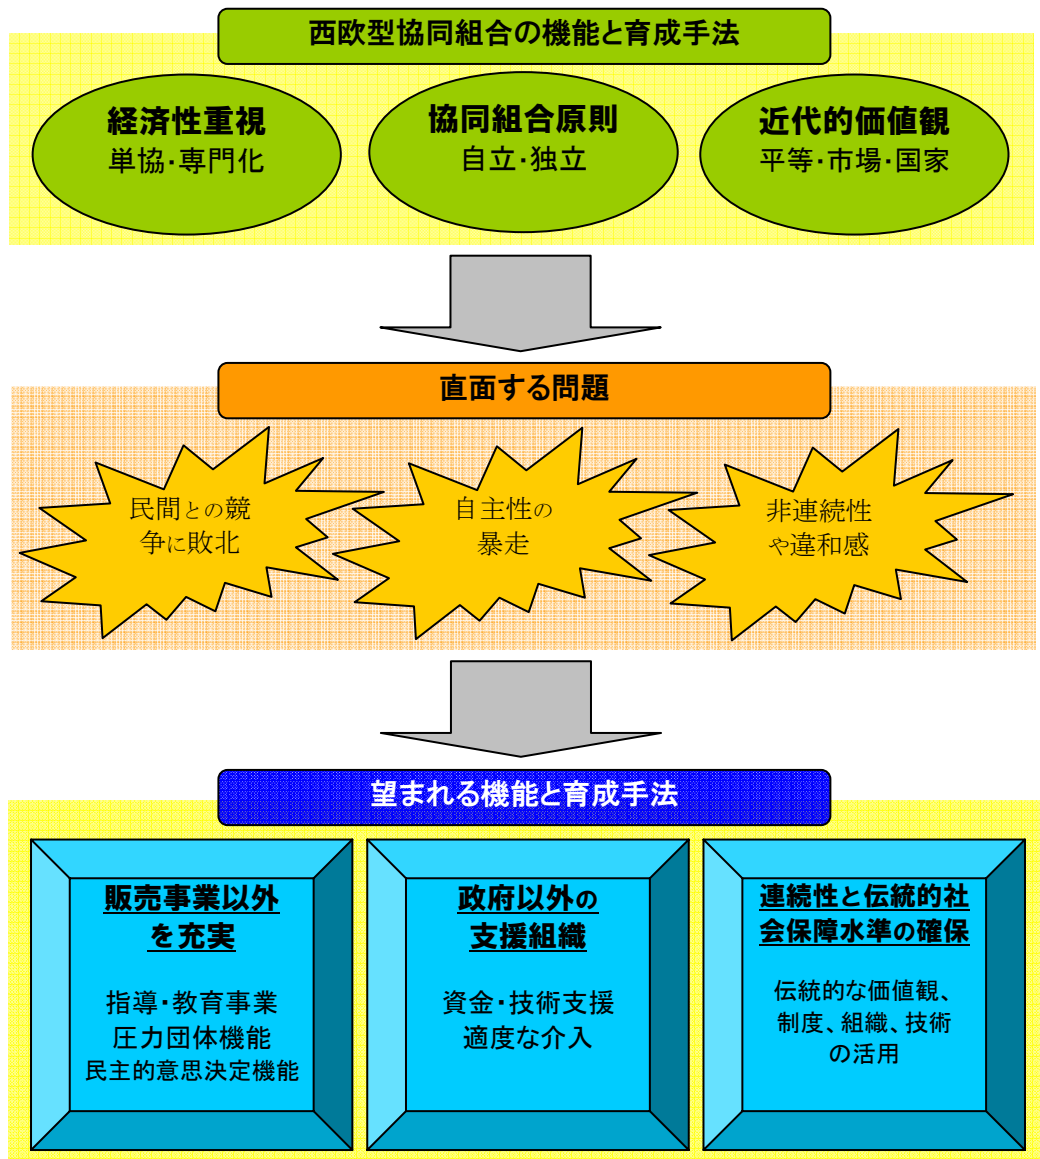 西欧型協同組合の機能と育成手法
経済性重視
単協・専門化
協同組合原則
自立・独立
近代的価値観
平等・市場・国家
直面する問題
民間との競
争に敗北
自主性の
暴走
非連続性
や違和感
望まれる機能と育成手法
販売事業以外
を充実
指導・教育事業
圧力団体機能
民主的意思決定機能
政府以外の
支援組織
資金・技術支援
適度な介入
連続性と伝統的社
会保障水準の確保
伝統的な価値観、
制度、組織、技術
の活用